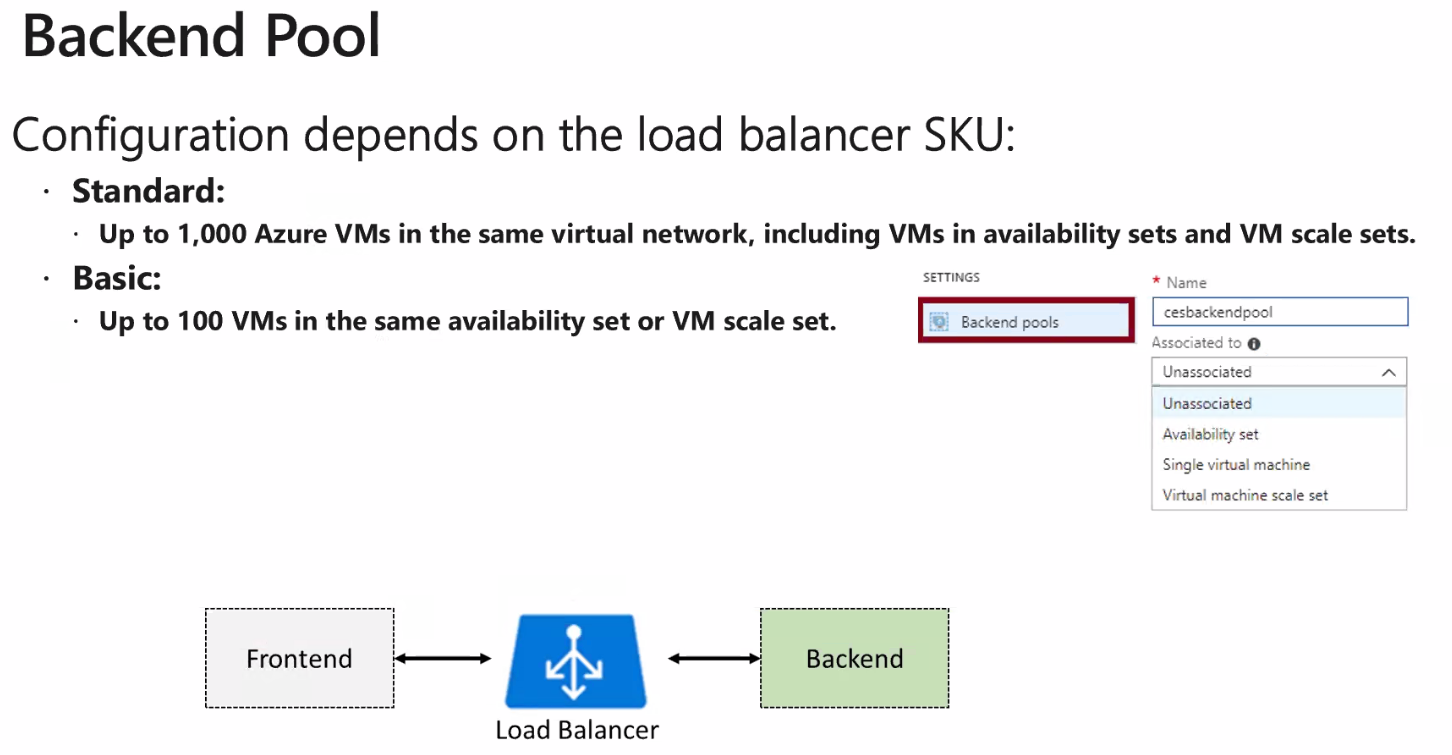 Backend Pool
Configuration depends on the load balancer SKU:
· Standard:
· Up to 1,000 Azure VMs in the same virtual network, including VMs in availability sets and VM scale sets.
· Basic:
· Up to 100 VMs in the same availability set or VM scale set.
SETTINGS
Backend pools
* Name
cesbackendpool
Associated to
Unassociated
Unassociated
Availability set
Single virtual machine
Virtual machine scale set
Frontend
Load Balancer
Backend